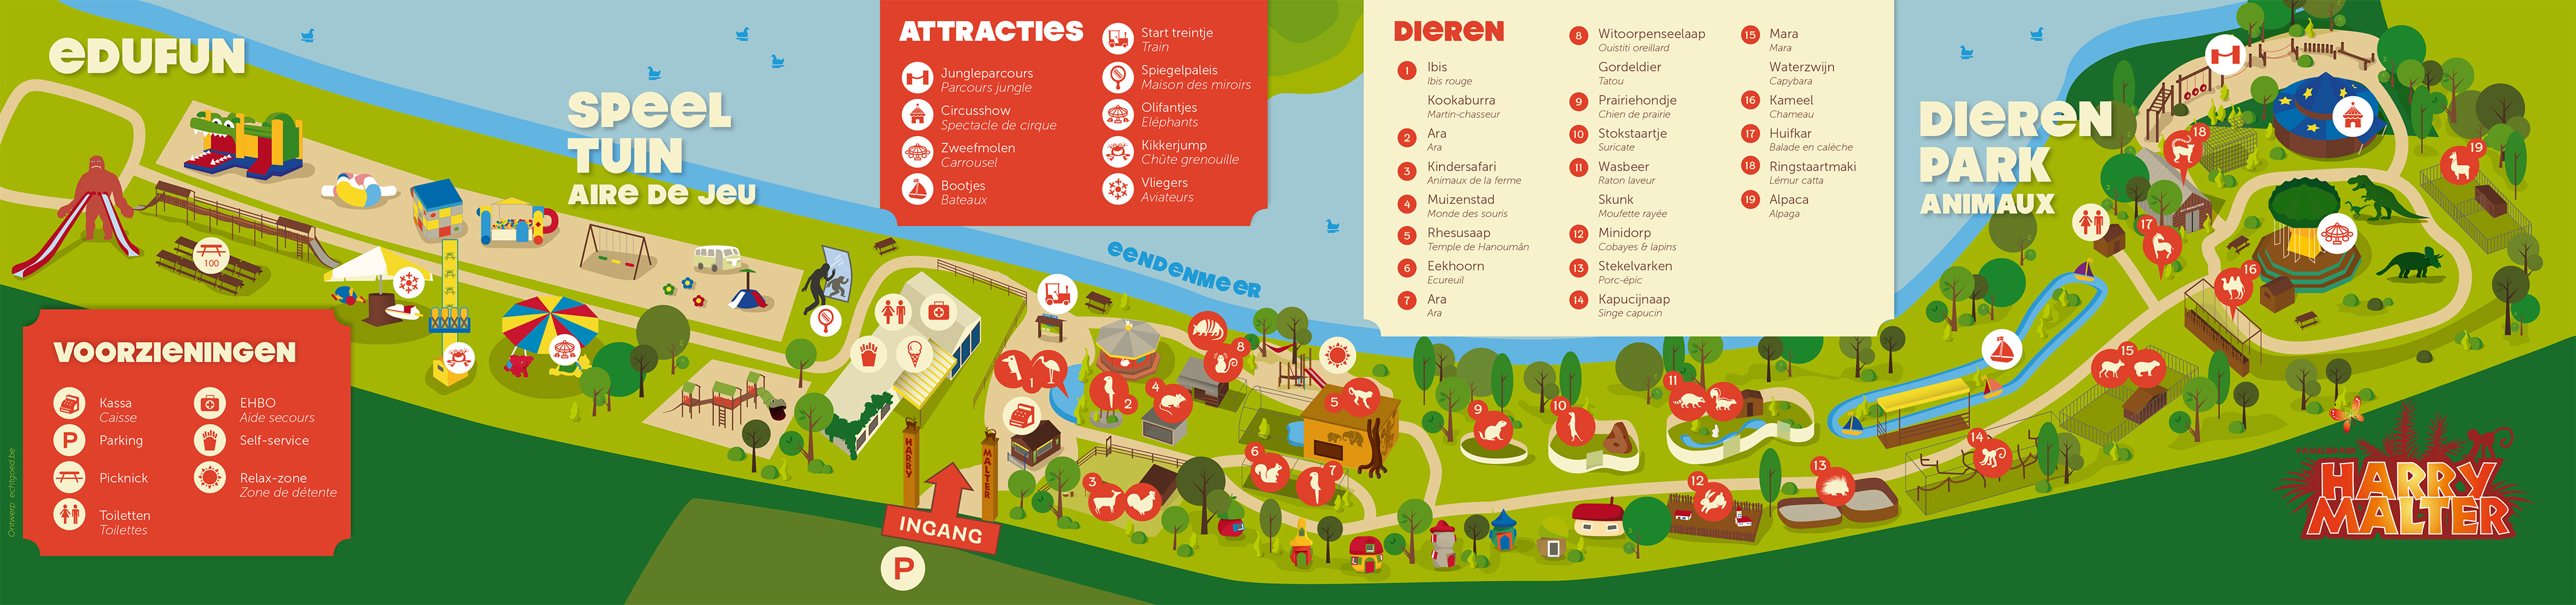 EDUFUN
SPEEL
TUIN
AIRE DE JEU
ATTRACTIES
Jungleparcours
Parcours jungle
Circusshow
Spectacle de cirque
Zweefmolen
Carrousel
Bootjes
Bateaux
Start treintje
Train
Spiegelpaleis
Maison des miroirs
Olifantjes
Eléphants
Kikkerjump
Chûte grenouille
Vliegers
Aviateurs
DIEREN
1 Ibis
Ibis rouge
Kookaburra
Martin-chasseur
2 Ara
Ara
3 Kindersafari
Animaux de la ferme
4 Muizenstad
Monde des souris
5 Rhesusaap
Temple de Hanoumân
6 Eekhoorn
Ecureuil
7 Ara
Ara
8 Witoorpenseelaap
Ouistiti oreillard
Gordeldier
Tatou
9 Prairiehondje
Chien de prairie
10 Stokstaartje
Suricate
11 Wasbeer
Raton laveur
Skunk
Moufette rayée
12 Minidorp
Cobayes & lapins
13 Stekelvarken
Porc-épic
14 Kapucijnaap
Singe capucin
15 Mara
Mara
Waterzwijn
Capybara
16 Kameel
Chameau
17 Huifkar
Balade en calèche
18 Ringstaartmaki
Lémur catta
19 Alpaca
Alpaga
DIEREN
PARK
ANIMAUX
EENDENMEER
VOORZIENINGEN
Kassa
Caisse
P Parking
Picknick
Toiletten
Toilettes
EHBO
Aide secours
Self-service
Relax-zone
Zone de détente
Ontwerp: echtgoed.be
100
HARRY
MALTER
INGANG
P
1
2
3
4
5
6
7
8
9
10
11
12
13
14
15
16
17
18
19
HARRY
MALTER